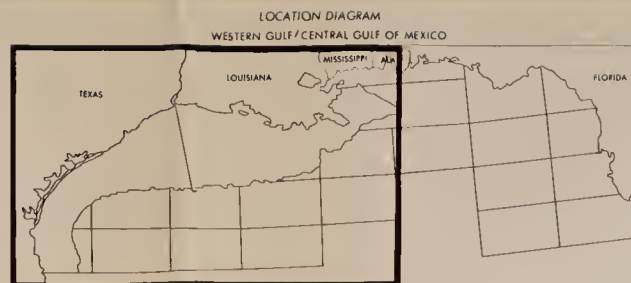 LOCATION DIAGRAM
WESTERN GULF/CENTRAL GULF OF MEXICO
MISSISSIPPI ALA
LOUISIANA
FLORIDA
TEXAS